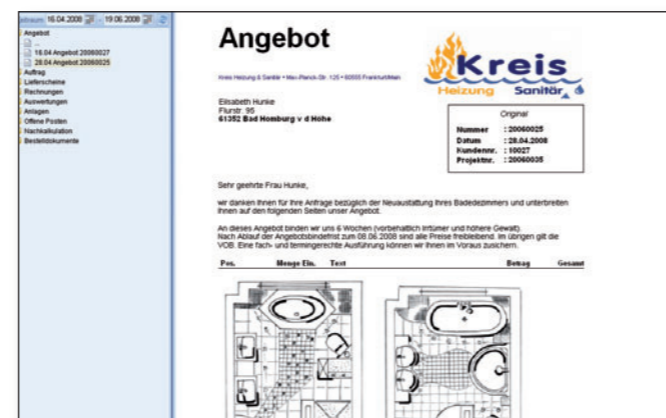 16.04.2008 - 19.06.2008
Angebot
..
16.04 Angebot 20060027
28.04 Angebot 20060025
Auftrag
Lieferscheine
Rechnungen
Auswertungen
Anlagen
Offene Posten
Nachkalkulation
Bestelldokumente
Angebot
Kreis
Heizung Sanitär
Kreis Heizung & Sanitär • Max-Planck-Str. 125 • 60555 Frankfurt/Main
Elisabeth Hunke
Flurstr. 95
61352 Bad Homburg v d Höhe
Original
Nummer : 20060025
Datum : 28.04.2008
Kundennr. : 10027
Projektnr. : 20060035
Sehr geehrte Frau Hunke,
wir danken Ihnen für Ihre Anfrage bezüglich der Neuaustattung Ihres Badedezimmers und unterbreiten
Ihnen auf den folgenden Seiten unser Angebot.
An dieses Angebot binden wir uns 6 Wochen (vorbehaltlich Irrtümer und höhere Gewalt).
Nach Ablauf der Angebotsbindefrist zum 08.06.2008 sind alle Preise freibleibend. Im übrigen gilt die
VOB. Eine fach- und termingerechte Ausführung können wir Ihnen im Voraus zusichern.
Pos. Menge Ein. Text Betrag Gesamt